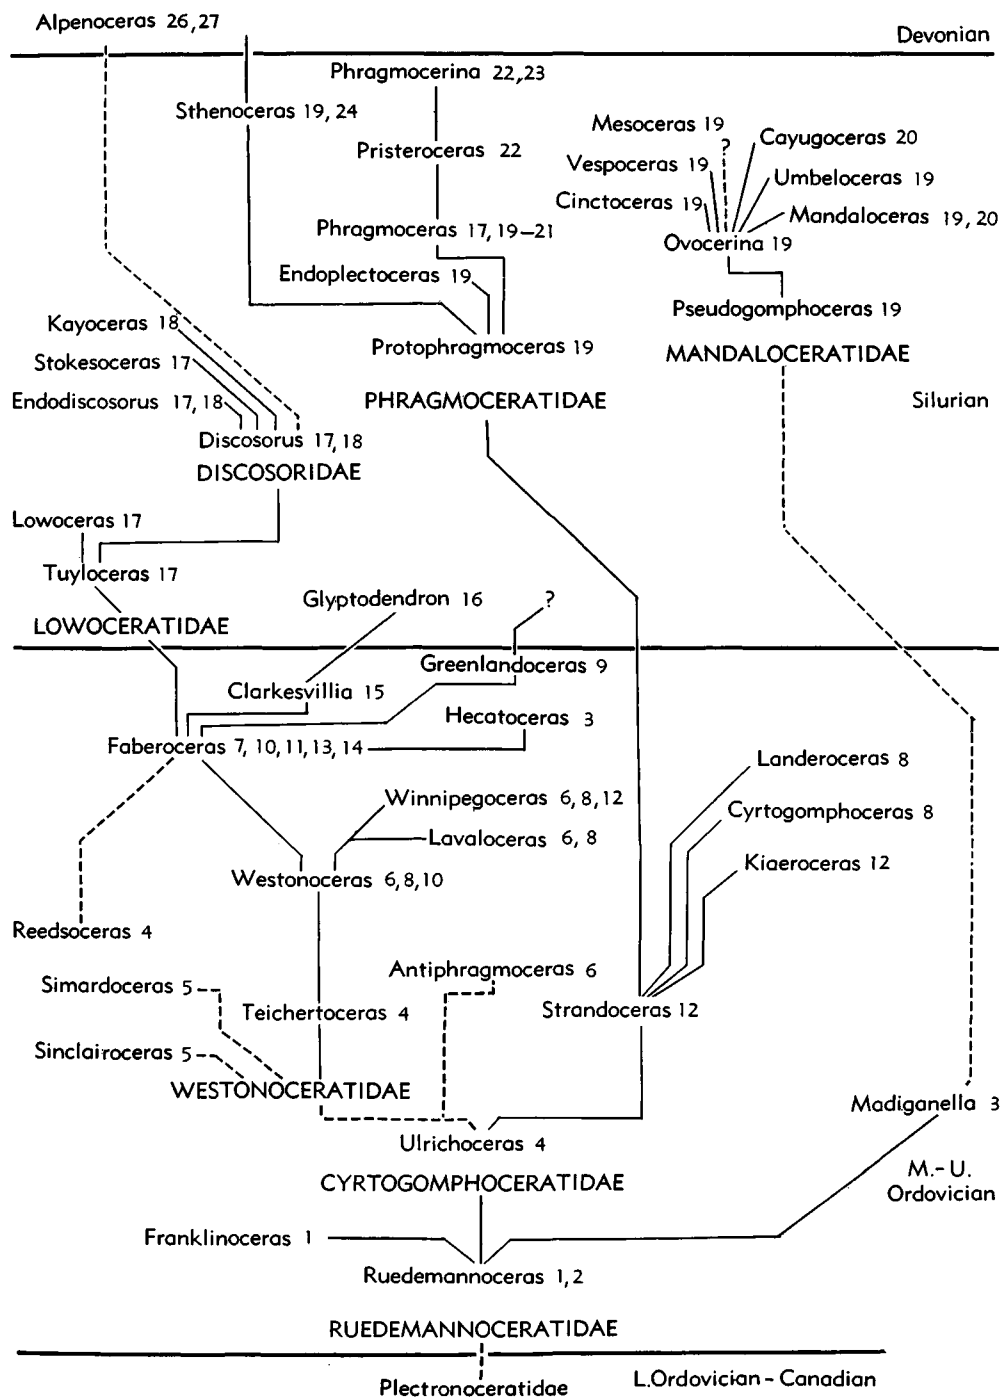 Alpenoceras 26,27
Devonian
Phragmocerina 22,23
Sthenoceras 19, 24
Mesoceras 19
?
Cayugoceras 20
Pristeroceras 22
Vespoceras 19
Umbeloceras 19
Cinctoceras 19
Mandaloceras 19, 20
Phragmoceras 17, 19-21
Ovocerina 19
Endoplectoceras 19
Pseudogomphoceras 19
Kayoceras 18
Protophragmoceras 19
MANDALOCERATIDAE
Stokesoceras 17
Endodiscosorus 17, 18
PHRAGMOCERATIDAE
Silurian
Discosorus 17, 18
DISCOSORIDAE
Lowoceras 17
Tuyloceras 17
Glyptodendron 16
?
LOWOCERATIDAE
Greenlandoceras 9
Clarkesvillia 15
Hecatoceras 3
Faberoceras 7, 10, 11, 13, 14
Landeroceras 8
Winnipegoceras 6, 8, 12
Cyrtogomphoceras 8
Lavaloceras 6, 8
Kiaeroceras 12
Westonoceras 6, 8, 10
Reedsoceras 4
Antiphragmoceras 6
Simardoceras 5
Teichertoceras 4
Strandoceras 12
Sinclairoceras 5
WESTONOCERATIDAE
Madiganella 3
Ulrichoceras 4
M.-U.
Ordovician
CYRTOGOMPHOCERATIDAE
Franklinoceras 1
Ruedemannoceras 1, 2
RUEDEMANNOCERATIDAE
L.Ordovician - Canadian
Plectronoceratidae